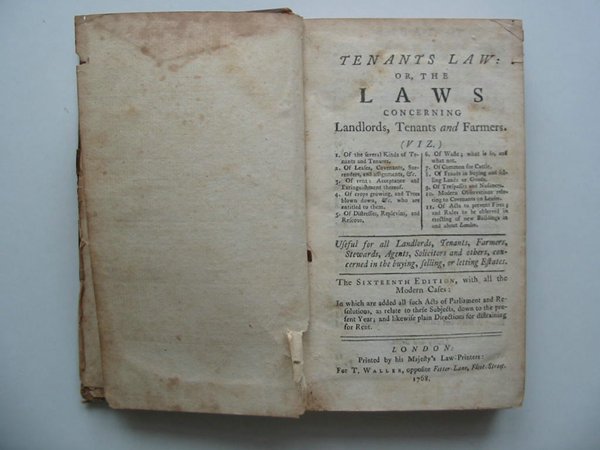 TENANTS LAW:
OR, THE
LAWS
CONCERNING
Landlords, Tenants and Farmers.
(VIZ.)
1. Of the several Kinds of Te-
nants and Tenures.
2. Of Leases, Covenants, Sur-
renders, and assignments, &c.
3. Of rent: Acceptance and
Extinguishment thereof.
4. Of crops growing, and Trees
blown down, &c. who are
entitled to them.
5. Of Distresses, Replevins, and
Rescous.
6. Of Waste; what is so, and
what not.
7. Of Common for Cattle.
8. Of Frauds in buying and sel-
ling Lands or Goods.
9. Of Trespasses and Nusances.
10. Modern Observations rela-
ting to Covenants on Leases.
11. Of Acts to prevent Fires;
and Rules to be observed in
erecting of new Buildings in
and about London.
Useful for all Landlords, Tenants, Farmers,
Stewards, Agents, Solicitors and others, con-
cerned in the buying, selling, or letting Estates.
The SIXTEENTH EDITION, with all the
Modern Cases:
In which are added all such Acts of Parliament and Re-
solutions, as relate to these Subjects, down to the pre-
sent Year; and likewise plain Directions for distraining
for Rent.
LONDON:
Printed by his Majesty's Law-Printers:
For T. WALLER, opposite Fetter-Lane, Fleet-Street.
1768.